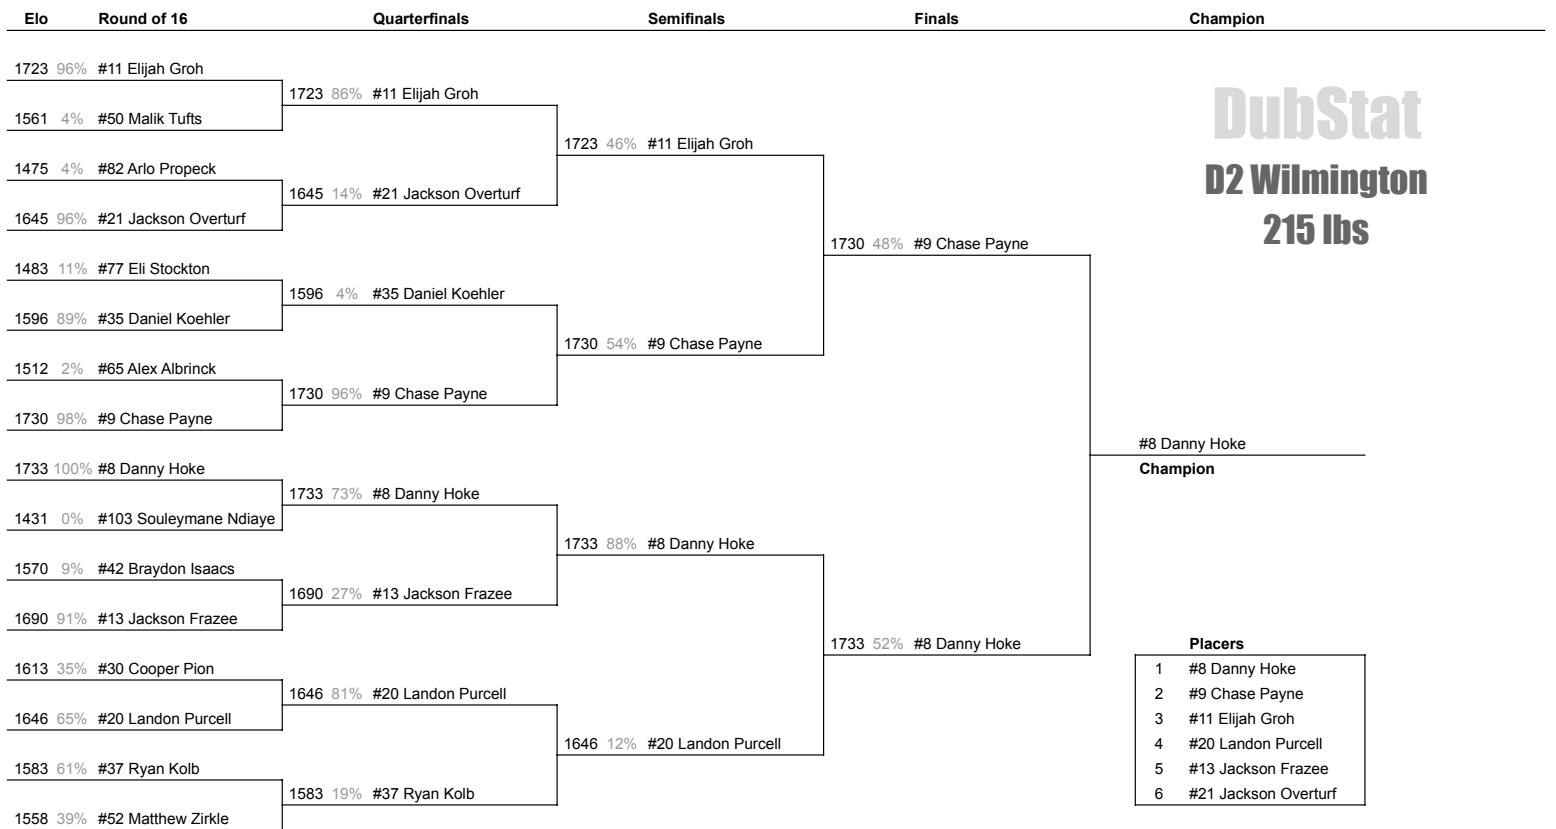 Elo Round of 16 Quarterfinals Semifinals Finals Champion
1723 96% #11 Elijah Groh
1723 86% #11 Elijah Groh
DubStat
1561 4% #50 Malik Tufts
1723 46% #11 Elijah Groh
1475 4% #82 Arlo Propeck
D2 Wilmington
1645 14% #21 Jackson Overturf
1645 96% #21 Jackson Overturf
215 lbs
1730 48% #9 Chase Payne
1483 11% #77 Eli Stockton
1596 4% #35 Daniel Koehler
1596 89% #35 Daniel Koehler
1730 54% #9 Chase Payne
1512 2% #65 Alex Albrinck
1730 96% #9 Chase Payne
1730 98% #9 Chase Payne
#8 Danny Hoke
1733 100% #8 Danny Hoke
Champion
1733 73% #8 Danny Hoke
1431 0% #103 Souleymane Ndiaye
1733 88% #8 Danny Hoke
1570 9% #42 Braydon Isaacs
1690 27% #13 Jackson Frazee
1690 91% #13 Jackson Frazee
1733 52% #8 Danny Hoke
Placers
1613 35% #30 Cooper Pion
1 #8 Danny Hoke
1646 81% #20 Landon Purcell
2 #9 Chase Payne
1646 65% #20 Landon Purcell
3 #11 Elijah Groh
1646 12% #20 Landon Purcell
4 #20 Landon Purcell
1583 61% #37 Ryan Kolb
5 #13 Jackson Frazee
1583 19% #37 Ryan Kolb
6 #21 Jackson Overturf
1558 39% #52 Matthew Zirkle